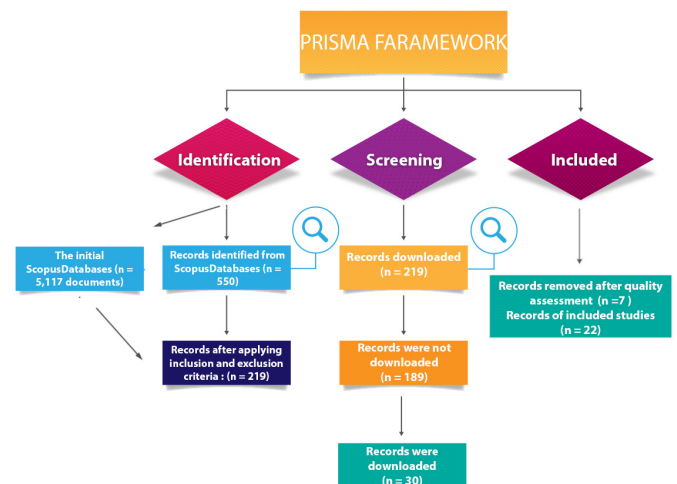 PRISMA FARAMEWORK
Identification
Screening
Included
The initial
ScopusDatabases (n =
5,117 documents)
Records identified from
ScopusDatabases (n =
550)
Records downloaded
(n = 219)
Records removed after quality
assessment (n =7 )
Records of included studies
(n = 22)
Records after applying
inclusion and exclusion
criteria : (n = 219)
Records were not
downloaded
(n = 189)
Records were
downloaded
(n = 30)